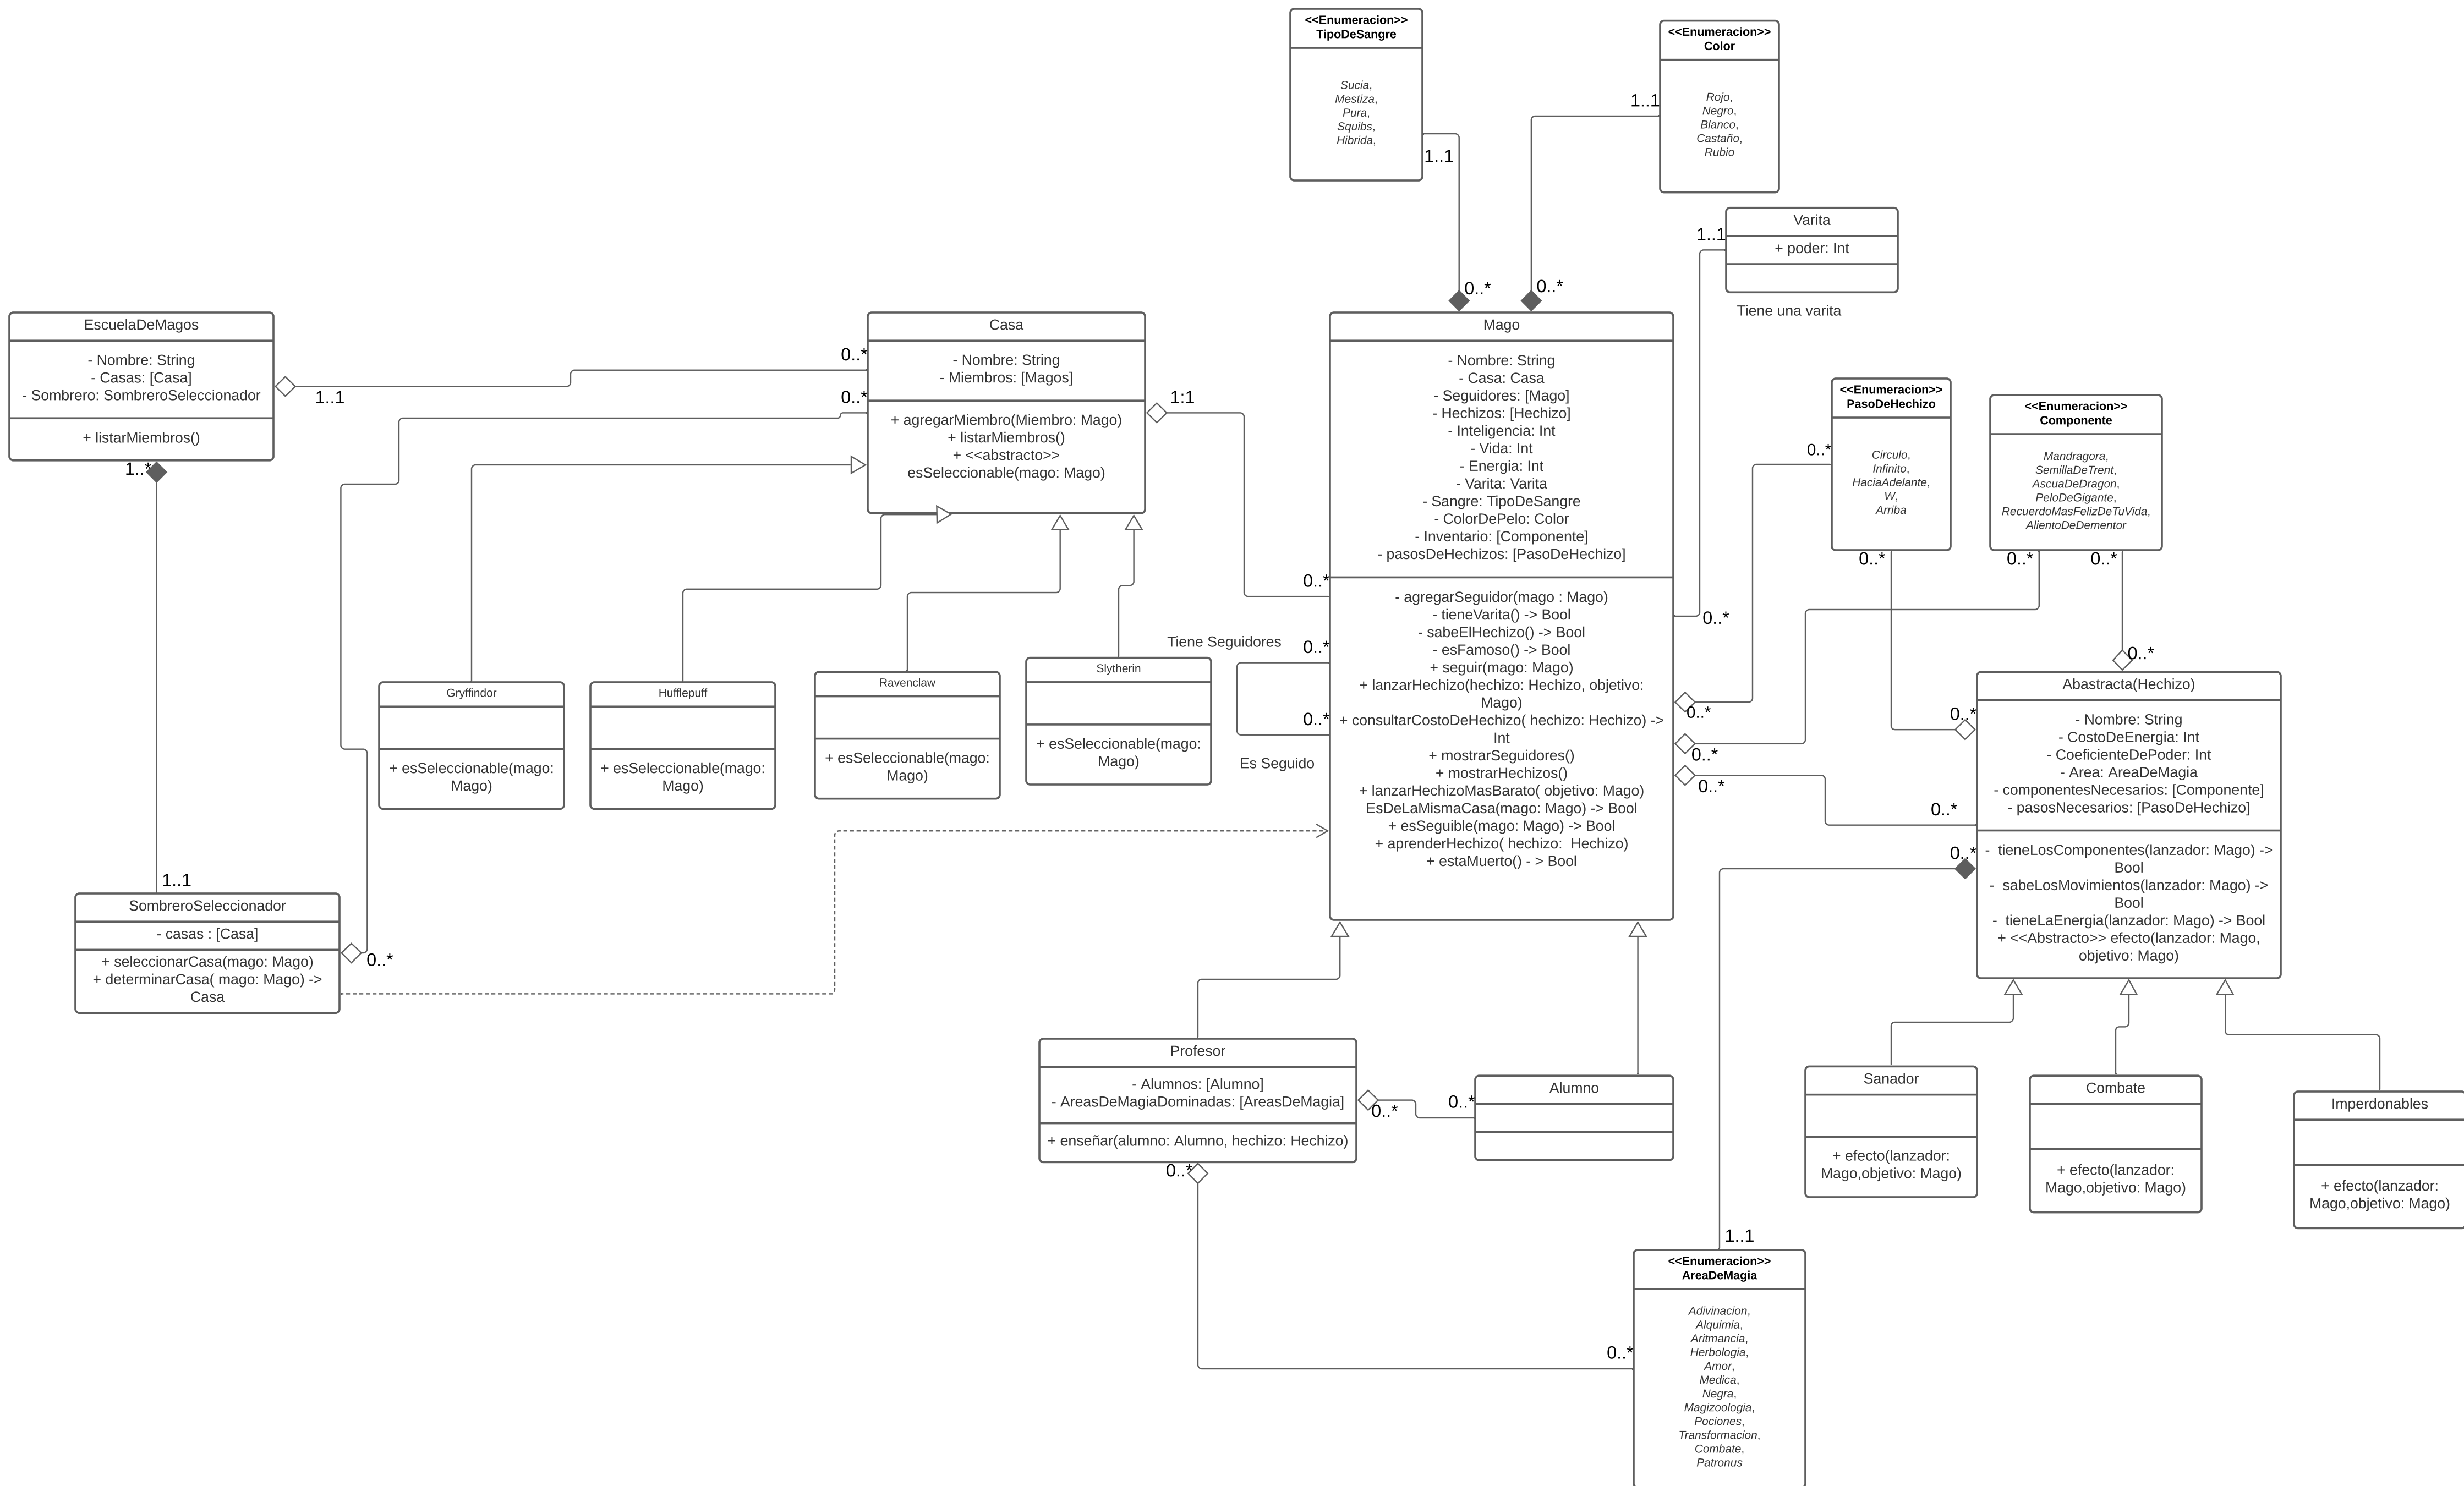 <<Enumeracion>>
TipoDeSangre
Sucia,
Mestiza,
Pura,
Squibs,
Hibrida,
1..1
0..*
<<Enumeracion>>
Color
Rojo,
Negro,
Blanco,
Castaño,
Rubio
1..1
0..*
Varita
+ poder: Int
1..1
Tiene una varita
0..*
EscuelaDeMagos
- Nombre: String
- Casas: [Casa]
- Sombrero: SombreroSeleccionador
+ listarMiembros()
1..1
1..*
0..*
0..*
Casa
- Nombre: String
- Miembros: [Magos]
+ agregarMiembro(Miembro: Mago)
+ listarMiembros()
+ <<abstracto>>
esSeleccionable(mago: Mago)
1:1
0..*
Mago
- Nombre: String
- Casa: Casa
- Seguidores: [Mago]
- Hechizos: [Hechizo]
- Inteligencia: Int
- Vida: Int
- Energia: Int
- Varita: Varita
- Sangre: TipoDeSangre
- ColorDePelo: Color
- Inventario: [Componente]
- pasosDeHechizos: [PasoDeHechizo]
- agregarSeguidor(mago : Mago)
- tieneVarita() -> Bool
- sabeElHechizo() -> Bool
- esFamoso() -> Bool
+ seguir(mago: Mago)
+ lanzarHechizo(hechizo: Hechizo, objetivo:
Mago)
+ consultarCostoDeHechizo( hechizo: Hechizo) ->
Int
+ mostrarSeguidores()
+ mostrarHechizos()
+ lanzarHechizoMasBarato( objetivo: Mago)
EsDeLaMismaCasa(mago: Mago) -> Bool
+ esSeguible(mago: Mago) -> Bool
+ aprenderHechizo( hechizo:  Hechizo)
+ estaMuerto() - > Bool
Tiene Seguidores
0..*
0..*
Es Seguido
<<Enumeracion>>
PasoDeHechizo
Circulo,
Infinito,
HaciaAdelante,
W,
Arriba
0..*
0..*
0..*
<<Enumeracion>>
Componente
Mandragora,
SemillaDeTrent,
AscuaDeDragon,
PeloDeGigante,
RecuerdoMasFelizDeTuVida,
AlientoDeDementor
0..*
0..*
0..*
0..*
0..*
0..*
0..*
0..*
Abastracta(Hechizo)
- Nombre: String
- CostoDeEnergia: Int
- CoeficienteDePoder: Int
- Area: AreaDeMagia
- componentesNecesarios: [Componente]
- pasosNecesarios: [PasoDeHechizo]
-  tieneLosComponentes(lanzador: Mago) ->
Bool
-  sabeLosMovimientos(lanzador: Mago) ->
Bool
-  tieneLaEnergia(lanzador: Mago) -> Bool
+ <<Abstracto>> efecto(lanzador: Mago,
objetivo: Mago)
Gryffindor
+ esSeleccionable(mago:
Mago)
Hufflepuff
+ esSeleccionable(mago:
Mago)
Ravenclaw
+ esSeleccionable(mago:
Mago)
Slytherin
+ esSeleccionable(mago:
Mago)
1..1
SombreroSeleccionador
- casas : [Casa]
+ seleccionarCasa(mago: Mago)
+ determinarCasa( mago: Mago) ->
Casa
0..*
Profesor
- Alumnos: [Alumno]
- AreasDeMagiaDominadas: [AreasDeMagia]
+ enseñar(alumno: Alumno, hechizo: Hechizo)
0..*
0..*
0..*
Alumno
Sanador
+ efecto(lanzador:
Mago,objetivo: Mago)
Combate
+ efecto(lanzador:
Mago,objetivo: Mago)
Imperdonables
+ efecto(lanzador:
Mago,objetivo: Mago)
1..1
0..*
<<Enumeracion>>
AreaDeMagia
Adivinacion,
Alquimia,
Aritmancia,
Herbologia,
Amor,
Medica,
Negra,
Magizoologia,
Pociones,
Transformacion,
Combate,
Patronus